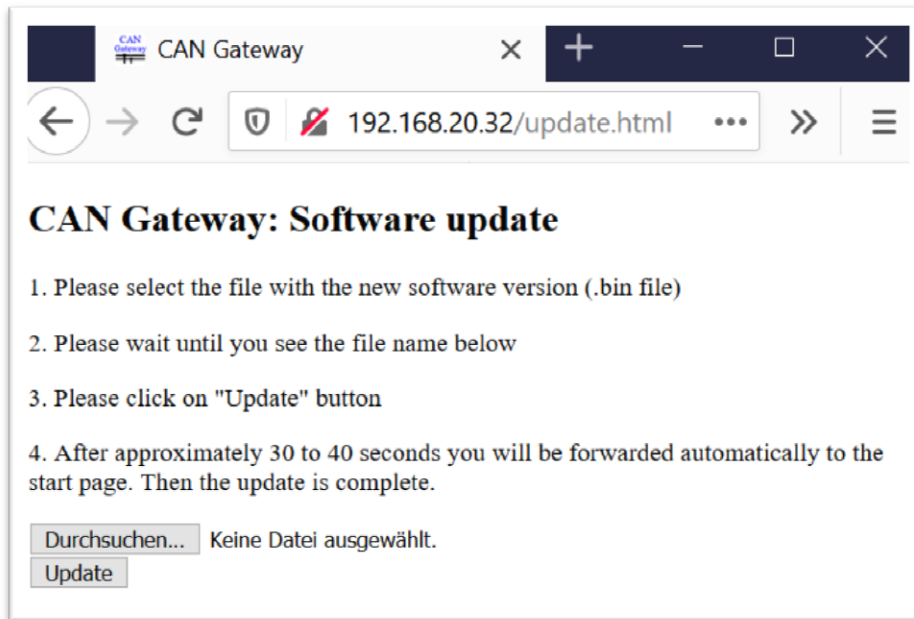 CAN
Gateway
CAN Gateway
192.168.20.32/update.html
CAN Gateway: Software update
1. Please select the file with the new software version (.bin file)
2. Please wait until you see the file name below
3. Please click on "Update" button
4. After approximately 30 to 40 seconds you will be forwarded automatically to the
start page. Then the update is complete.
Durchsuchen... Keine Datei ausgewählt.
Update